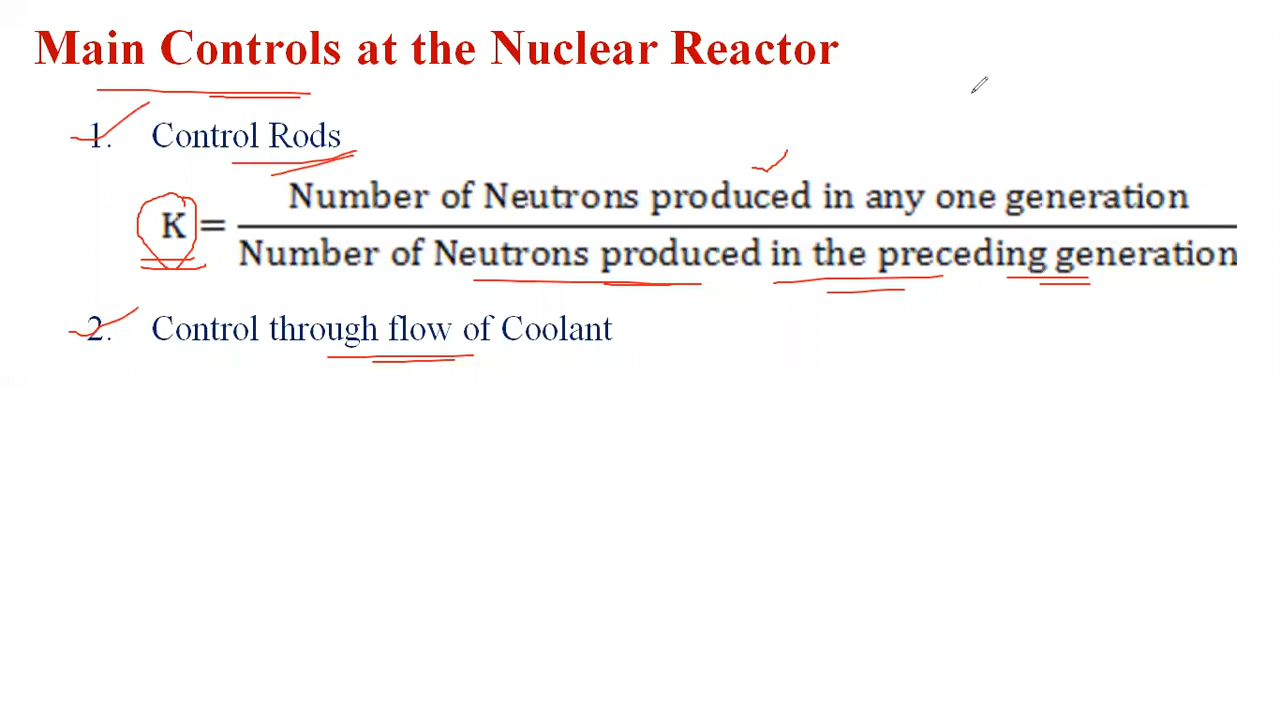 Main Controls at the Nuclear Reactor
1. Control Rods
Number of Neutrons produced in any one generation
K =
Number of Neutrons produced in the preceding generation
2. Control through flow of Coolant